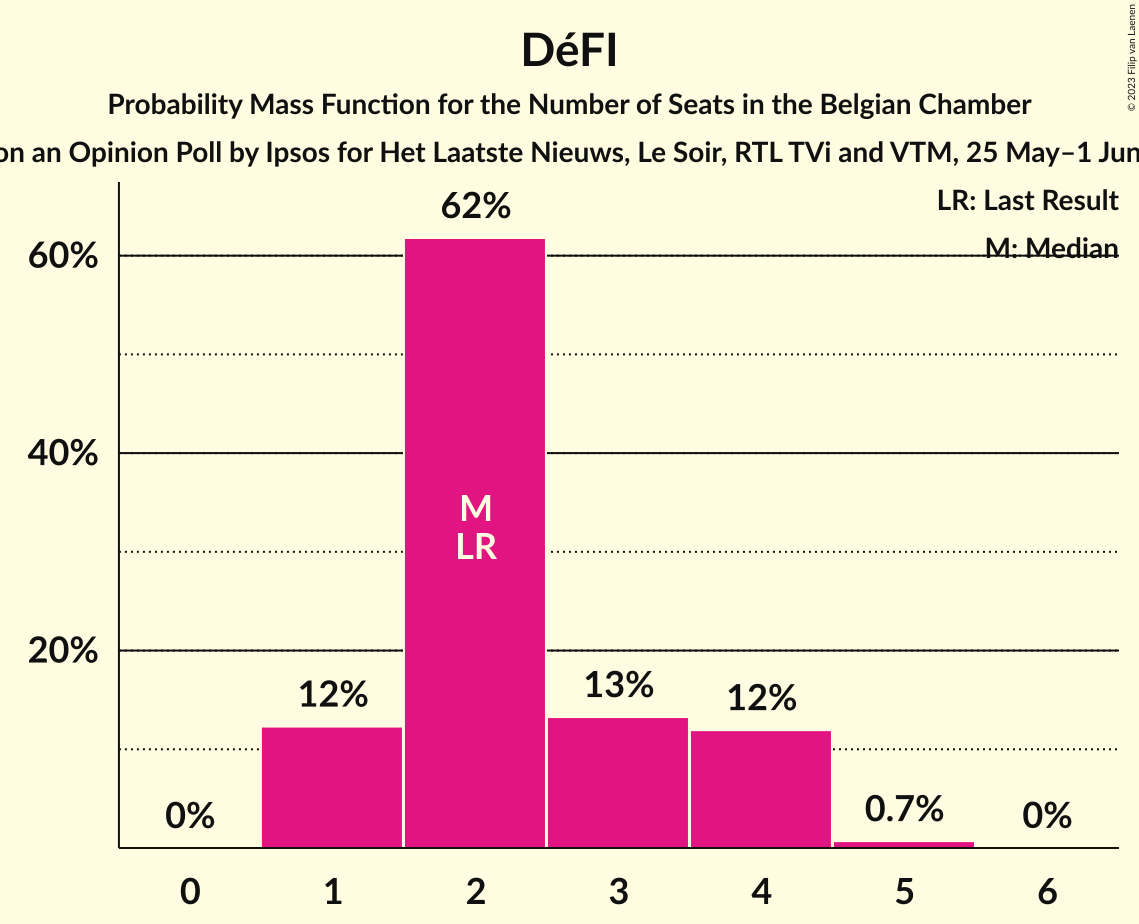 DéFI
Probability Mass Function for the Number of Seats in the Belgian Chamber
on an Opinion Poll by Ipsos for Het Laatste Nieuws, Le Soir, RTL TVi and VTM, 25 May–1 Jun
© 2023 Filip van Laenen
LR: Last Result
M: Median
60%
40%
20%
0%
12%
62%
13%
12%
0.7%
0%
M
LR
0 1 2 3 4 5 6